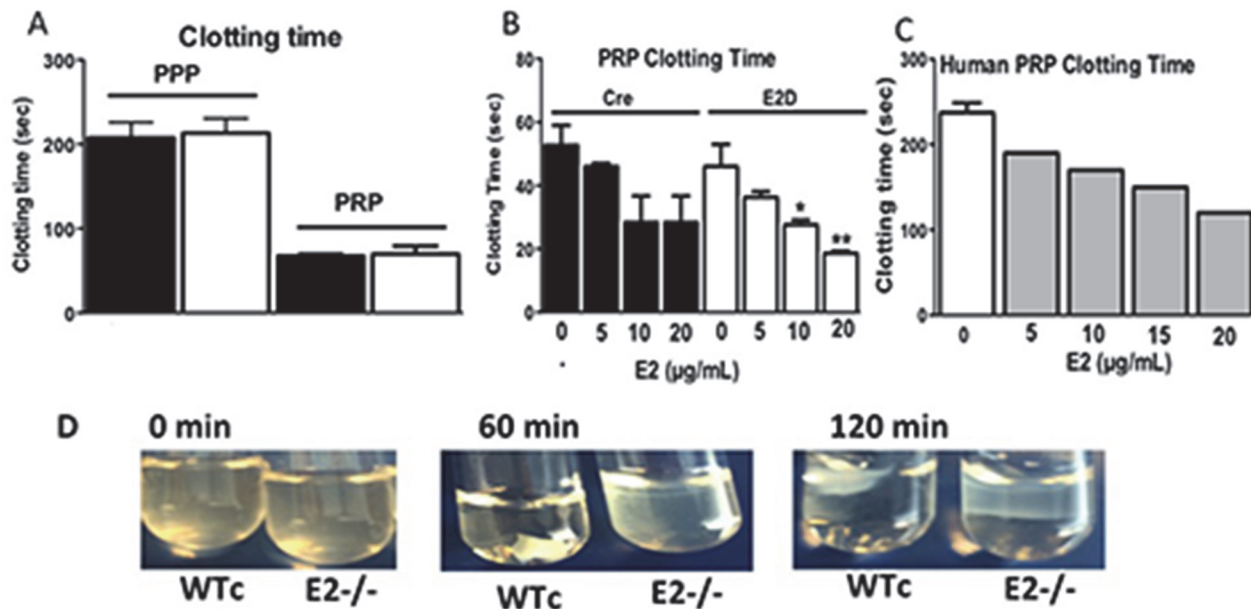 A
Clotting time
Clotting time (sec)
300
200
100
0
PPP
PRP
B
PRP Clotting Time
Clotting Time (sec)
80
60
40
20
0
Cre
E2D
*
**
0 5 10 20 0 5 10 20
E2 (µg/mL)
C
Human PRP Clotting Time
Clotting time (sec)
300
200
100
0
0 5 10 15 20
E2 (µg/mL)
D
0 min
60 min
120 min
WTc E2-/-
WTc E2-/-
WTc E2-/-